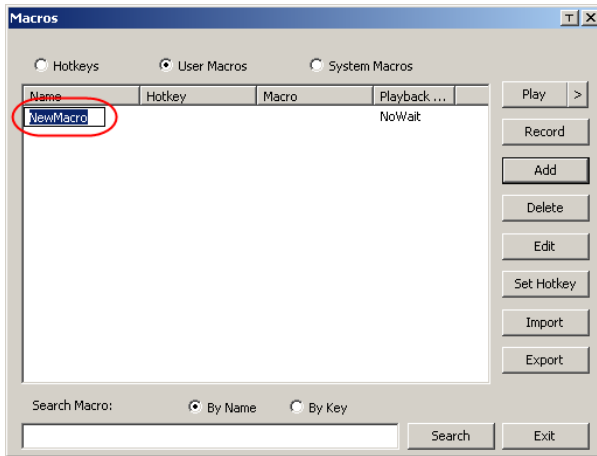 Macros
T X
Hotkeys User Macros System Macros
Name Hotkey Macro Playback ...
NewMacro NoWait
Play >
Record
Add
Delete
Edit
Set Hotkey
Import
Export
Search Macro: By Name By Key
Search Exit